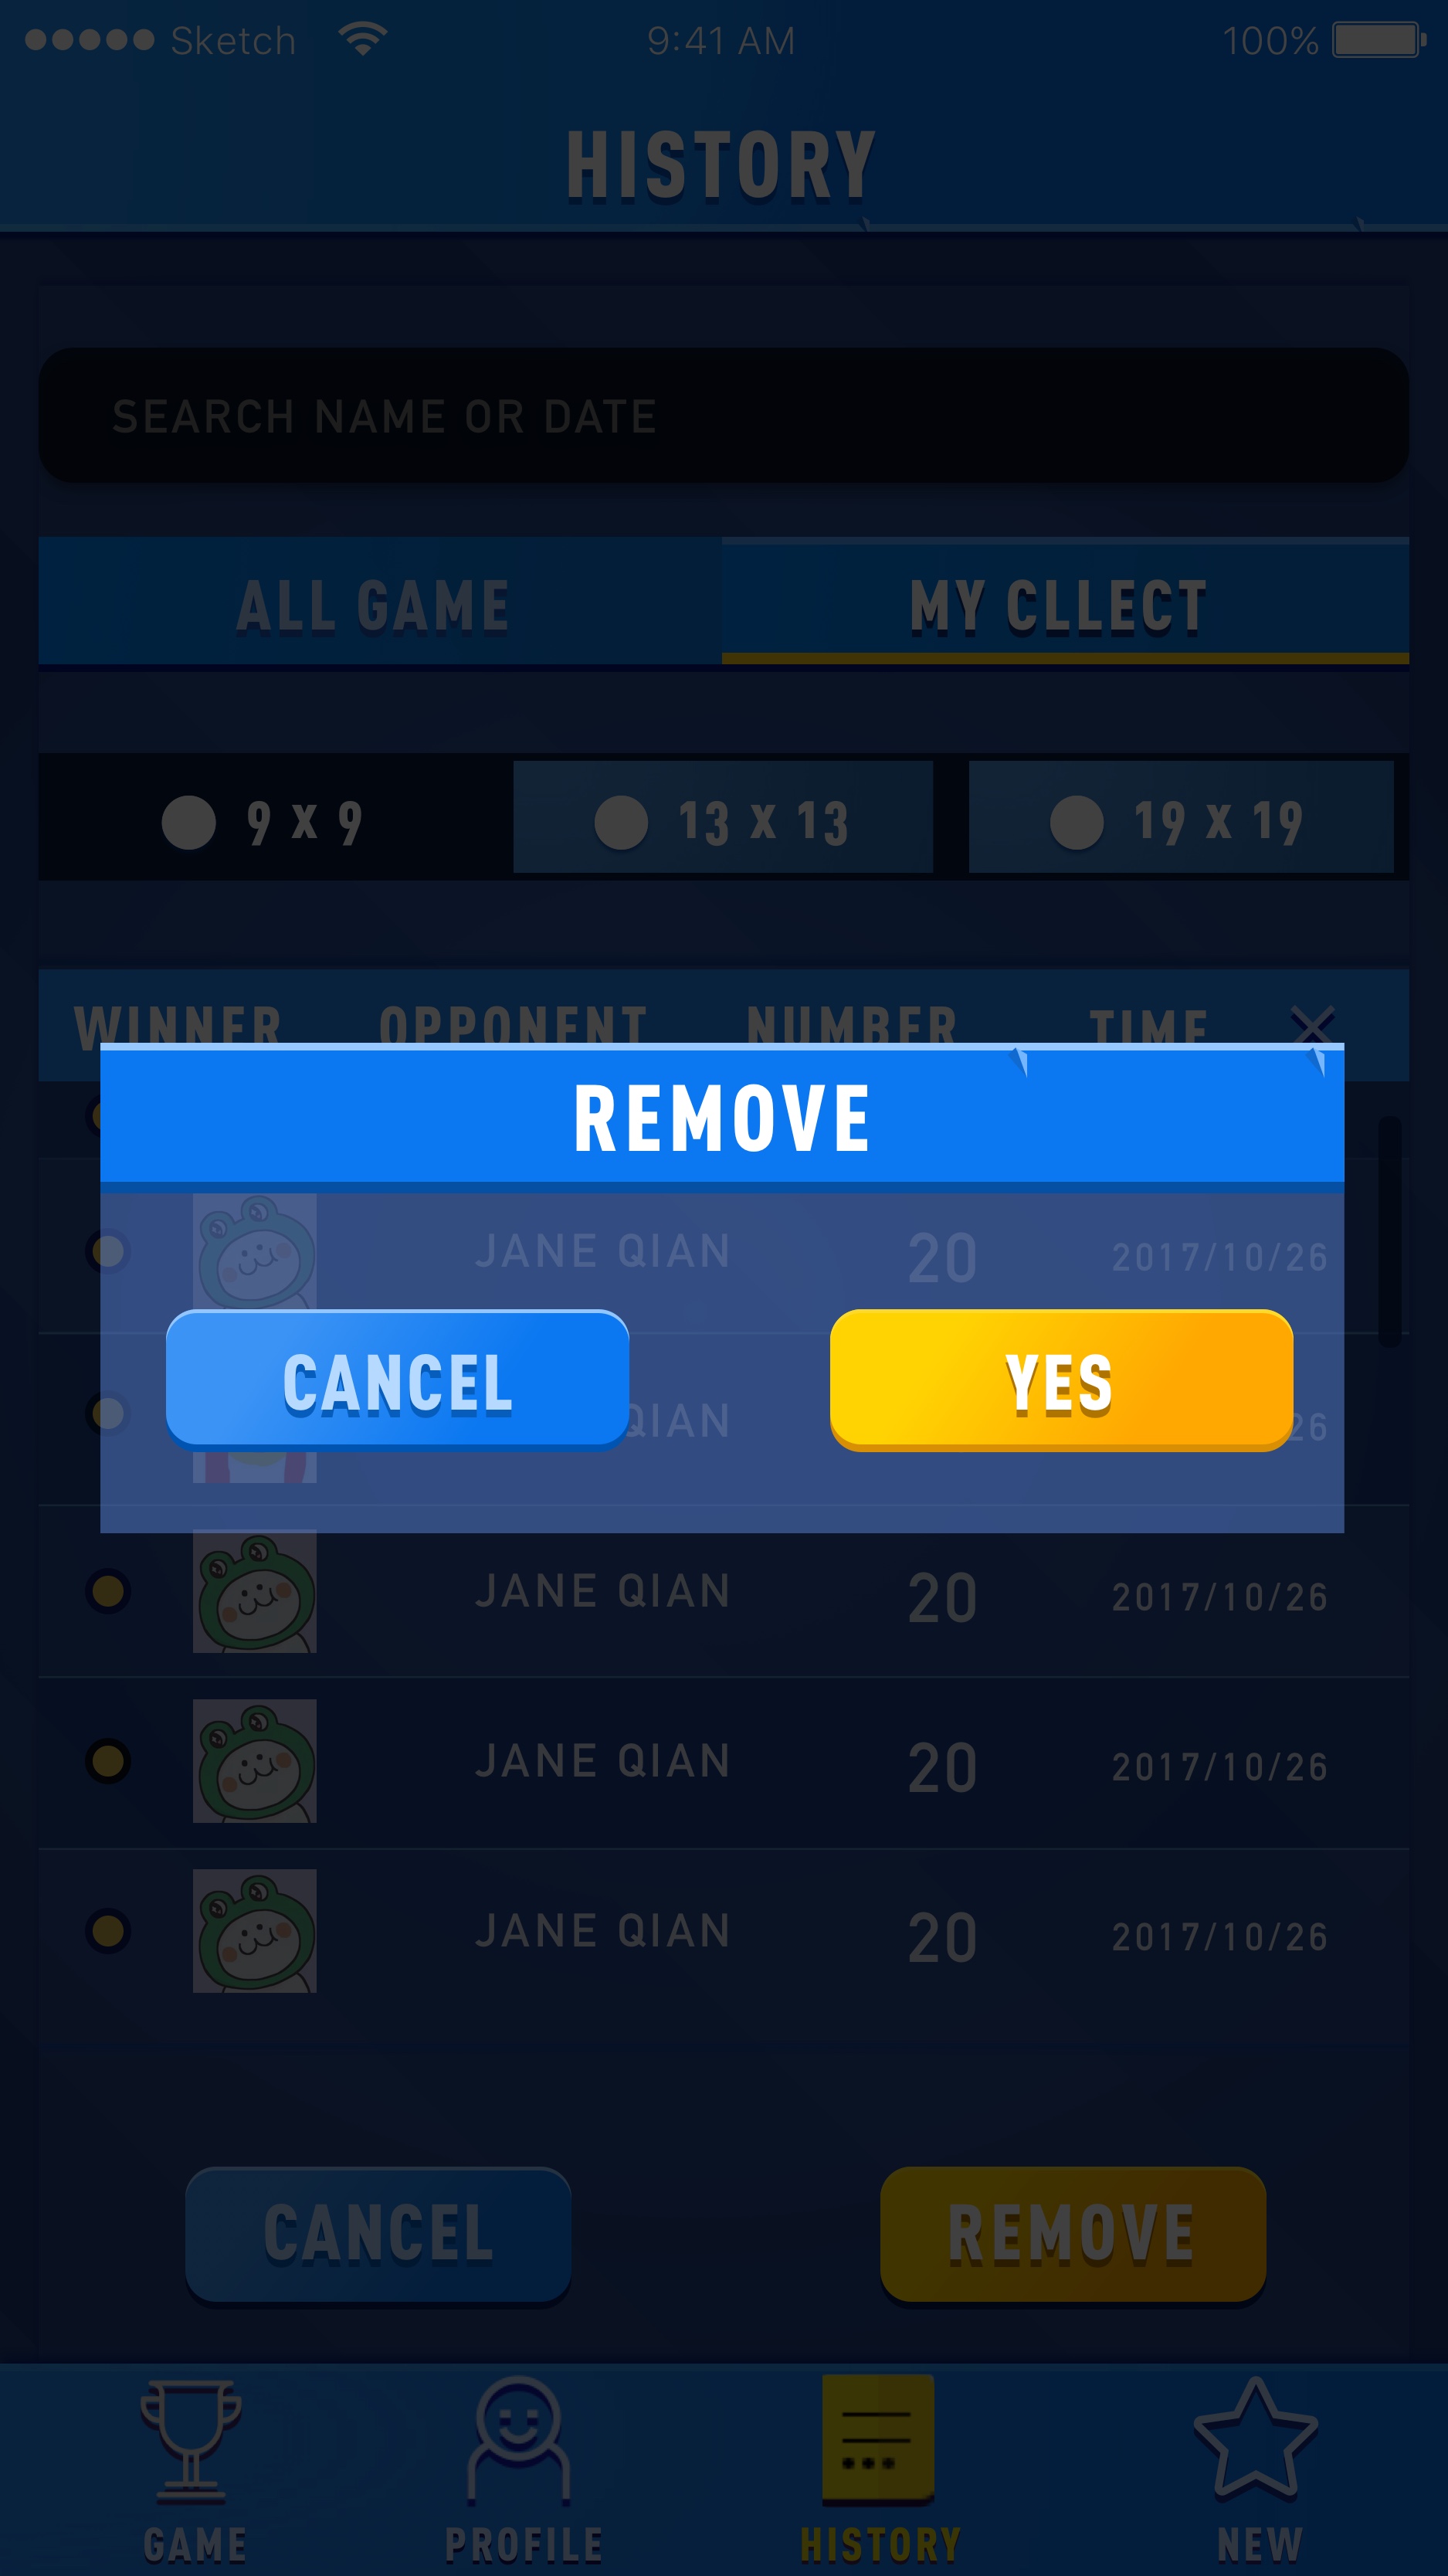 Sketch 9:41 AM 100%
HISTORY
SEARCH NAME OR DATE
ALL GAME MY CLLECT
9 X 9 13 X 13 19 X 19
WINNER OPPONENT NUMBER TIME
REMOVE
JANE QIAN 20 2017/10/26
CANCEL YES
QIAN 26
JANE QIAN 20 2017/10/26
JANE QIAN 20 2017/10/26
JANE QIAN 20 2017/10/26
CANCEL REMOVE
GAME PROFILE HISTORY NEW